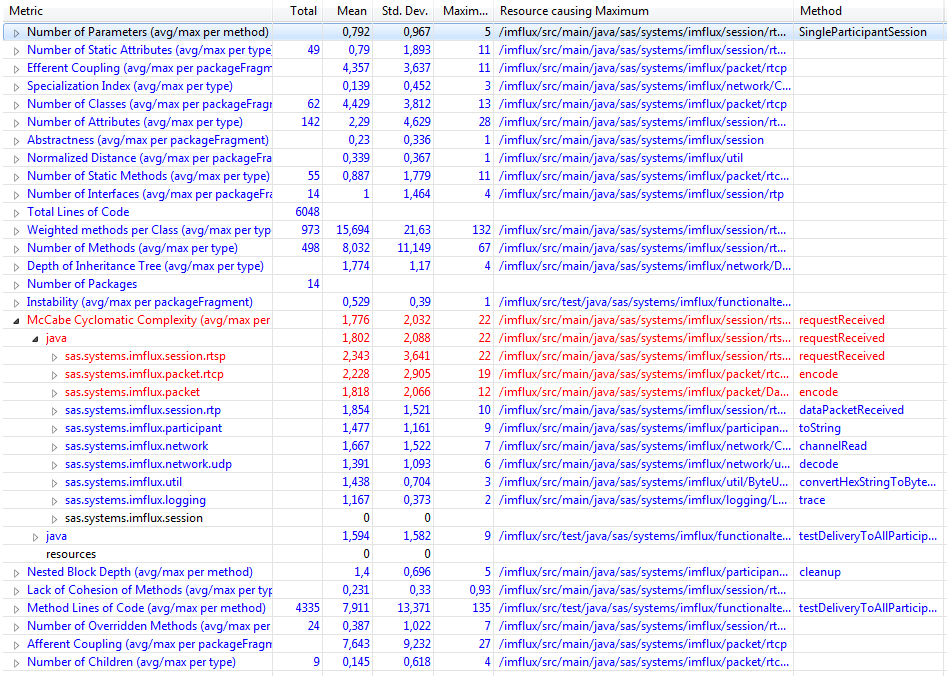 Metric Total Mean Std. Dev. Maxim... Resource causing Maximum Method
Number of Parameters (avg/max per method) 0,792 0,967 5 /imflux/src/main/java/sas/systems/imflux/session/rt... SingleParticipantSession
Number of Static Attributes (avg/max per type 49 0,79 1,893 11 /imflux/src/main/java/sas/systems/imflux/session/rt...
Efferent Coupling (avg/max per packageFragm 4,357 3,637 11 /imflux/src/main/java/sas/systems/imflux/packet/rtcp
Specialization Index (avg/max per type) 0,139 0,452 3 /imflux/src/main/java/sas/systems/imflux/network/C...
Number of Classes (avg/max per packageFragr 62 4,429 3,812 13 /imflux/src/main/java/sas/systems/imflux/packet/rtcp
Number of Attributes (avg/max per type) 142 2,29 4,629 28 /imflux/src/main/java/sas/systems/imflux/session/rt...
Abstractness (avg/max per packageFragment) 0,23 0,336 1 /imflux/src/main/java/sas/systems/imflux/session
Normalized Distance (avg/max per packageFra 0,339 0,367 1 /imflux/src/main/java/sas/systems/imflux/util
Number of Static Methods (avg/max per type) 55 0,887 1,779 11 /imflux/src/main/java/sas/systems/imflux/packet/rtc...
Number of Interfaces (avg/max per packageFra 14 1 1,464 4 /imflux/src/main/java/sas/systems/imflux/session/rtp
Total Lines of Code 6048
Weighted methods per Class (avg/max per typ 973 15,694 21,63 132 /imflux/src/main/java/sas/systems/imflux/session/rt...
Number of Methods (avg/max per type) 498 8,032 11,149 67 /imflux/src/main/java/sas/systems/imflux/session/rt...
Depth of Inheritance Tree (avg/max per type) 1,774 1,17 4 /imflux/src/main/java/sas/systems/imflux/network/D...
Number of Packages 14
Instability (avg/max per packageFragment) 0,529 0,39 1 /imflux/src/test/java/sas/systems/imflux/functionalte...
McCabe Cyclomatic Complexity (avg/max per 1,776 2,032 22 /imflux/src/main/java/sas/systems/imflux/session/rts... requestReceived
java 1,802 2,088 22 /imflux/src/main/java/sas/systems/imflux/session/rts... requestReceived
sas.systems.imflux.session.rtsp 2,343 3,641 22 /imflux/src/main/java/sas/systems/imflux/session/rts... requestReceived
sas.systems.imflux.packet.rtcp 2,228 2,905 19 /imflux/src/main/java/sas/systems/imflux/packet/rtc... encode
sas.systems.imflux.packet 1,818 2,066 12 /imflux/src/main/java/sas/systems/imflux/packet/Da... encode
sas.systems.imflux.session.rtp 1,854 1,521 10 /imflux/src/main/java/sas/systems/imflux/session/rt... dataPacketReceived
sas.systems.imflux.participant 1,477 1,161 9 /imflux/src/main/java/sas/systems/imflux/participan... toString
sas.systems.imflux.network 1,667 1,522 7 /imflux/src/main/java/sas/systems/imflux/network/C... channelRead
sas.systems.imflux.network.udp 1,391 1,093 6 /imflux/src/main/java/sas/systems/imflux/network/u... decode
sas.systems.imflux.util 1,438 0,704 3 /imflux/src/main/java/sas/systems/imflux/util/ByteU... convertHexStringToByte...
sas.systems.imflux.logging 1,167 0,373 2 /imflux/src/main/java/sas/systems/imflux/logging/L... trace
sas.systems.imflux.session 0 0
java 1,594 1,582 9 /imflux/src/test/java/sas/systems/imflux/functionalte... testDeliveryToAllParticip...
resources 0 0
Nested Block Depth (avg/max per method) 1,4 0,696 5 /imflux/src/main/java/sas/systems/imflux/participan... cleanup
Lack of Cohesion of Methods (avg/max per typ 0,231 0,33 0,93 /imflux/src/main/java/sas/systems/imflux/session/rt...
Method Lines of Code (avg/max per method) 4335 7,911 13,371 135 /imflux/src/test/java/sas/systems/imflux/functionalte... testDeliveryToAllParticip...
Number of Overridden Methods (avg/max per 24 0,387 1,022 7 /imflux/src/main/java/sas/systems/imflux/session/rt...
Afferent Coupling (avg/max per packageFragm 7,643 9,232 27 /imflux/src/main/java/sas/systems/imflux/packet/rtcp
Number of Children (avg/max per type) 9 0,145 0,618 4 /imflux/src/main/java/sas/systems/imflux/packet/rtc...